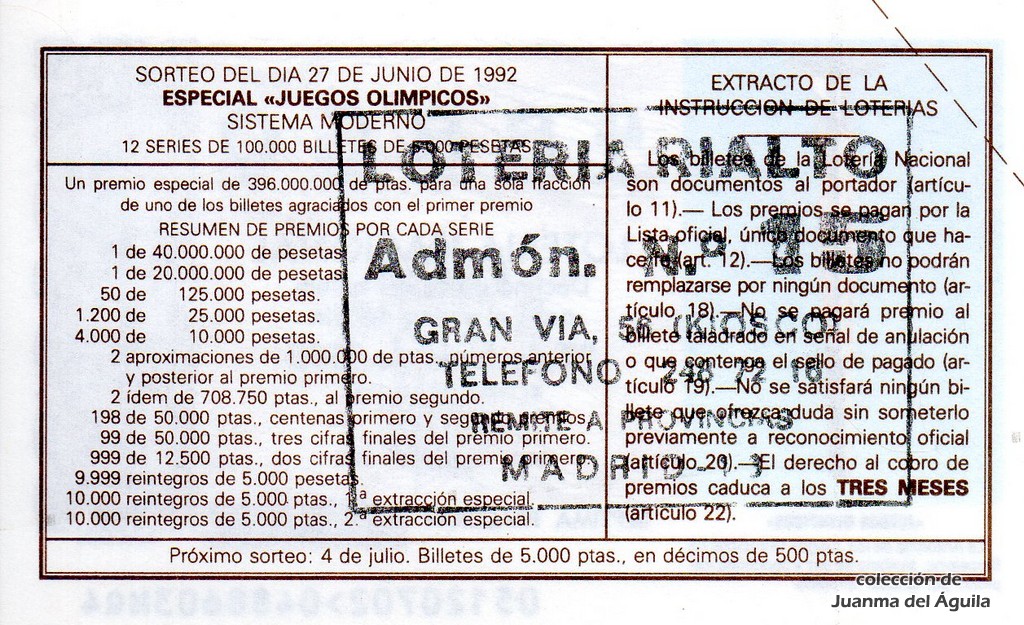 SORTEO DEL DIA 27 DE JUNIO DE 1992
ESPECIAL «JUEGOS OLIMPICOS»
SISTEMA MODERNO
12 SERIES DE 100.000 BILLETES DE 5.000 PESETAS
Un premio especial de 396.000.000 de ptas. para una sola fracción
de uno de los billetes agraciados con el primer premio
RESUMEN DE PREMIOS POR CADA SERIE
1 de 40.000.000 de pesetas
1 de 20.000.000 de pesetas
50 de 125.000 pesetas.
1.200 de 25.000 pesetas.
4.000 de 10.000 pesetas.
2 aproximaciones de 1.000.000 de ptas., números anterior
y posterior al premio primero.
2 ídem de 708.750 ptas., al premio segundo.
198 de 50.000 ptas., centenas primero y segundo premios.
99 de 50.000 ptas., tres cifras finales del premio primero.
999 de 12.500 ptas., dos cifras finales del premio primero.
9.999 reintegros de 5.000 pesetas
10.000 reintegros de 5.000 ptas., 1.ª extracción especial.
10.000 reintegros de 5.000 ptas., 2.ª extracción especial.
EXTRACTO DE LA
INSTRUCCION DE LOTERIAS
Los billetes de la Lotería Nacional
son documentos al portador (artícu-
lo 11).— Los premios se pagan por la
Lista oficial, único documento que ha-
ce fe (art. 12).—Los billetes no podrán
remplazarse por ningún documento (ar-
tículo 18).—No se pagará premio al
billete taladrado en señal de anulación
o que contenga el sello de pagado (ar-
tículo 19).—No se satisfará ningún bi-
llete que ofrezca duda sin someterlo
previamente a reconocimiento oficial
(artículo 20).—El derecho al cobro de
premios caduca a los TRES MESES
(artículo 22).
Próximo sorteo: 4 de julio. Billetes de 5.000 ptas., en décimos de 500 ptas.
LOTERIA RIALTO
Admón. N.º 15
GRAN VIA, 56 (KIOSCO)
TELEFONO 248 72 10
REMITE A PROVINCIAS
MADRID-13
colección de
Juanma del Águila